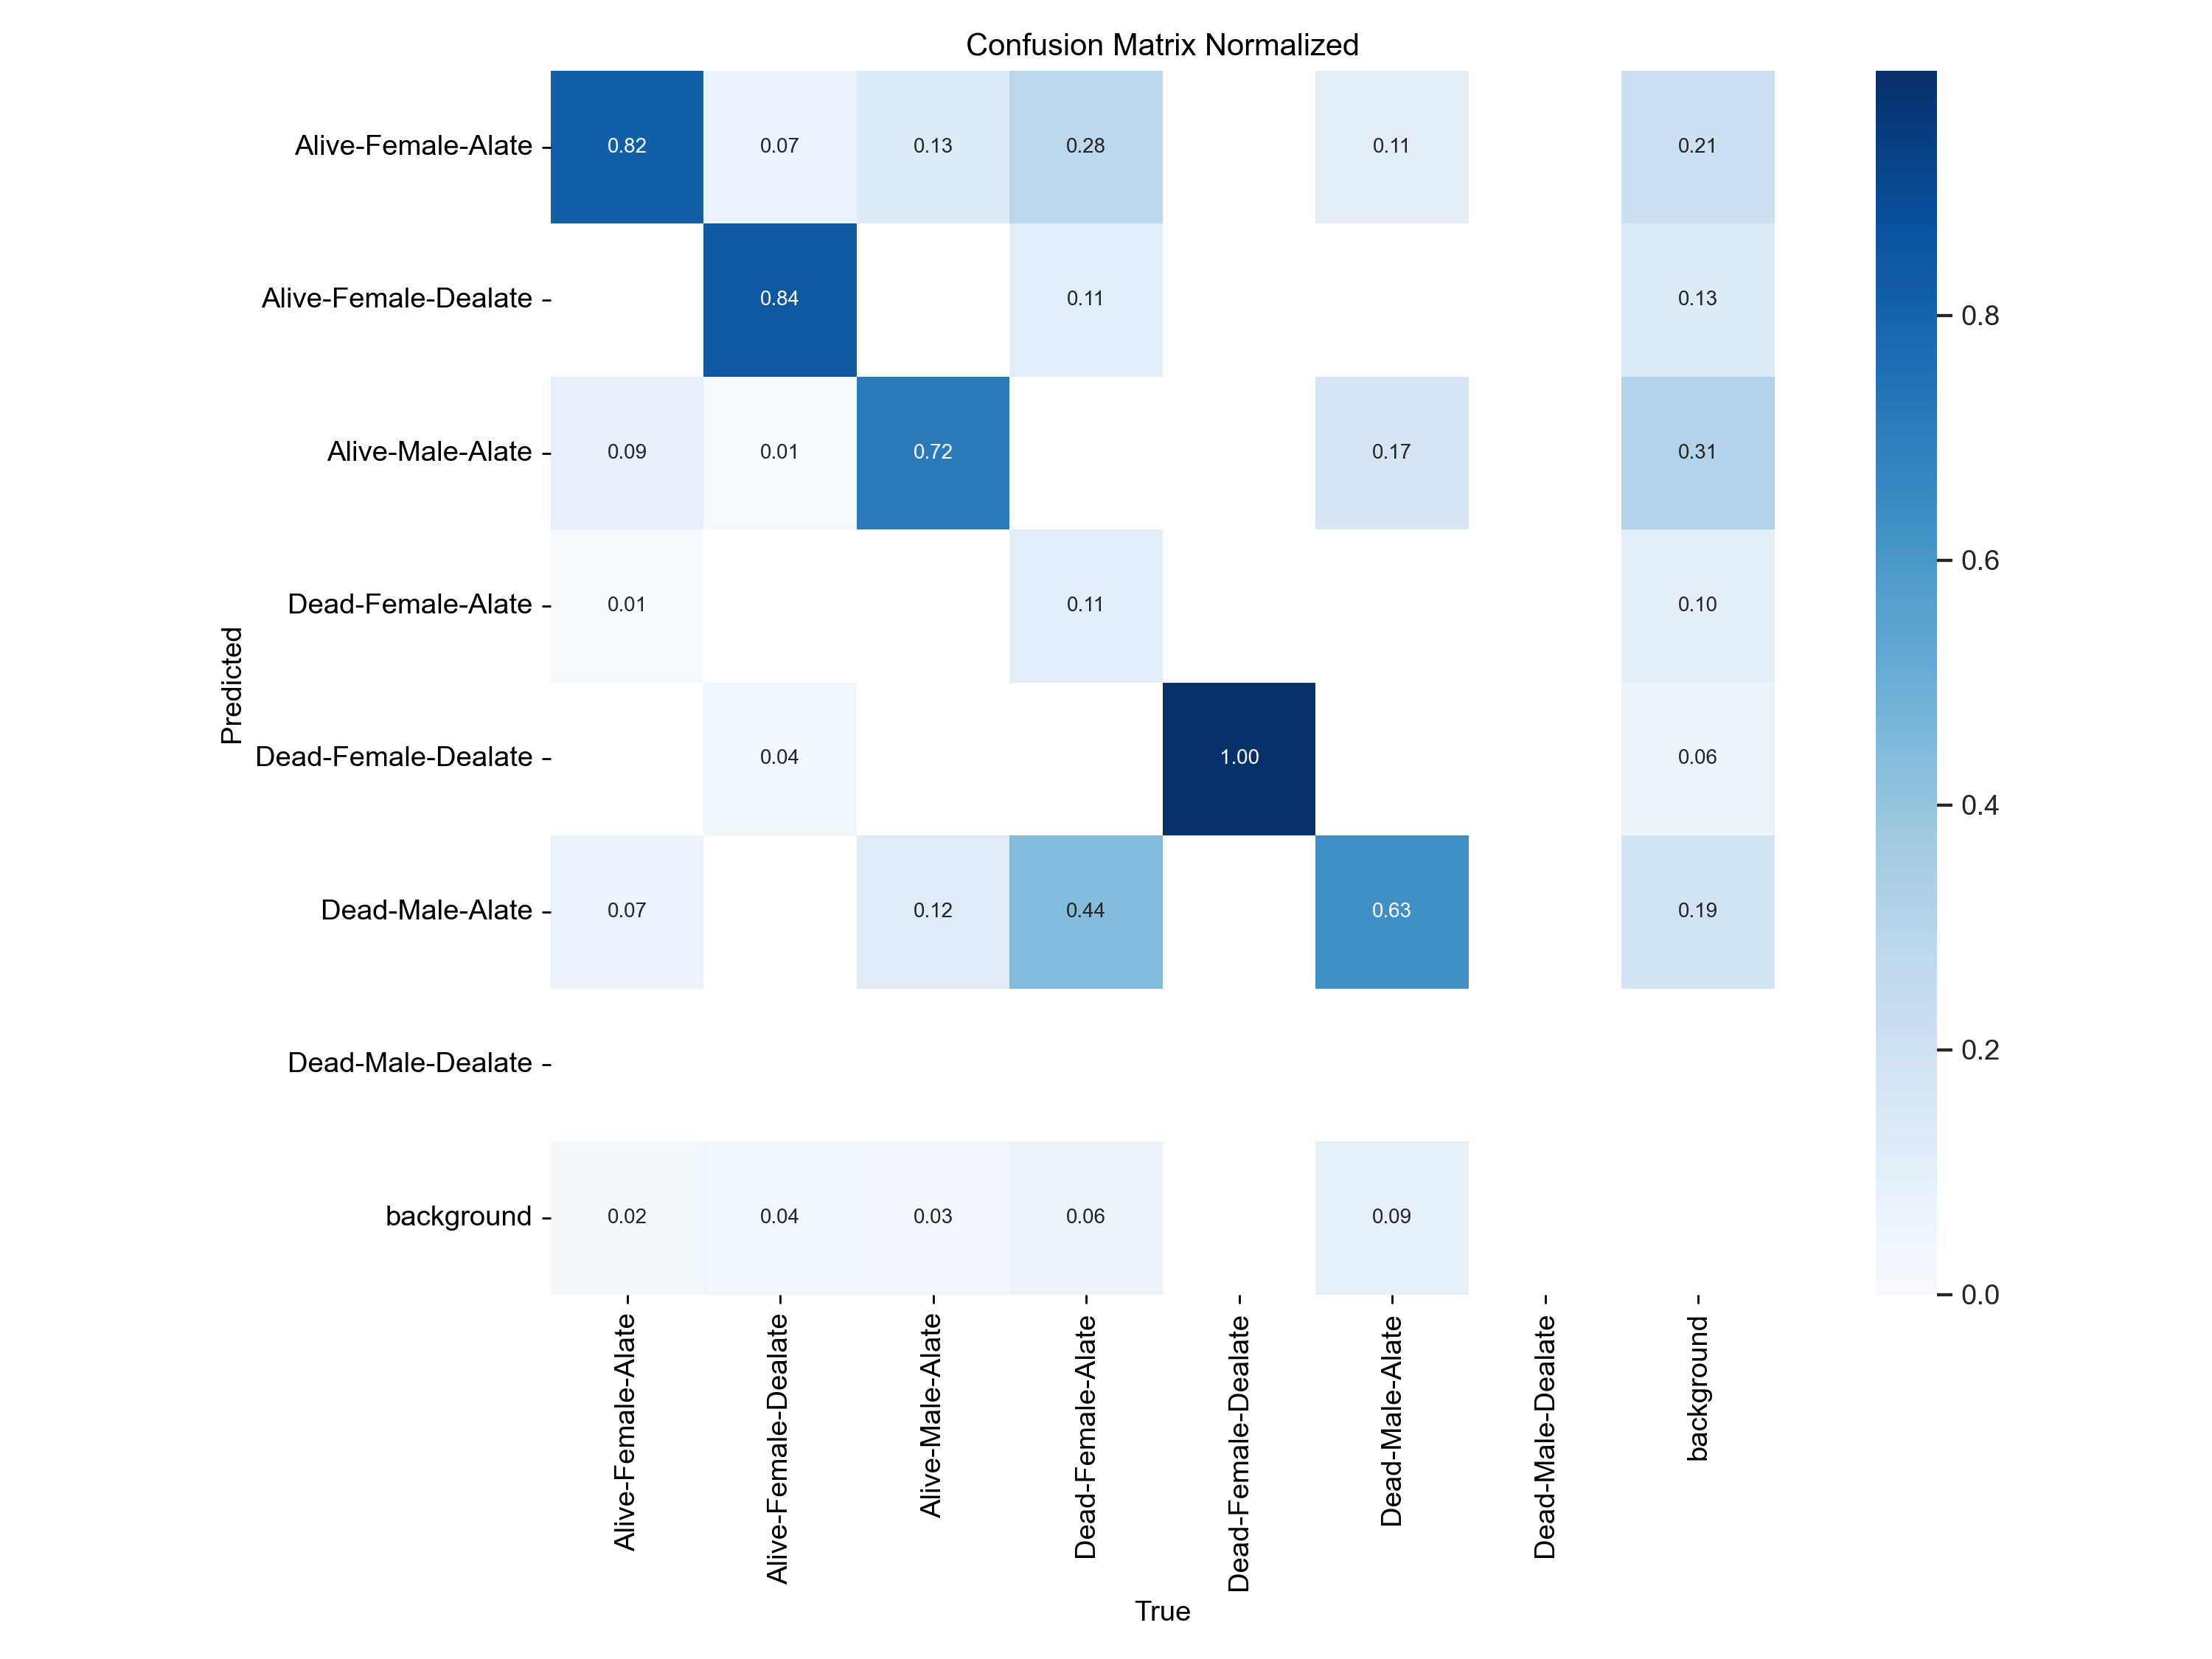 Confusion Matrix Normalized
Alive-Female-Alate 0.82 0.07 0.13 0.28 0.11 0.21
Alive-Female-Dealate 0.84 0.11 0.13
0.8
Alive-Male-Alate 0.09 0.01 0.72 0.17 0.31
0.6
Dead-Female-Alate 0.01 0.11 0.10
Predicted
Dead-Female-Dealate 0.04 1.00 0.06
0.4
Dead-Male-Alate 0.07 0.12 0.44 0.63 0.19
0.2
Dead-Male-Dealate
background 0.02 0.04 0.03 0.06 0.09
0.0
Alive-Female-Alate
Alive-Female-Dealate
Alive-Male-Alate
Dead-Female-Alate
Dead-Female-Dealate
Dead-Male-Alate
Dead-Male-Dealate
background
True